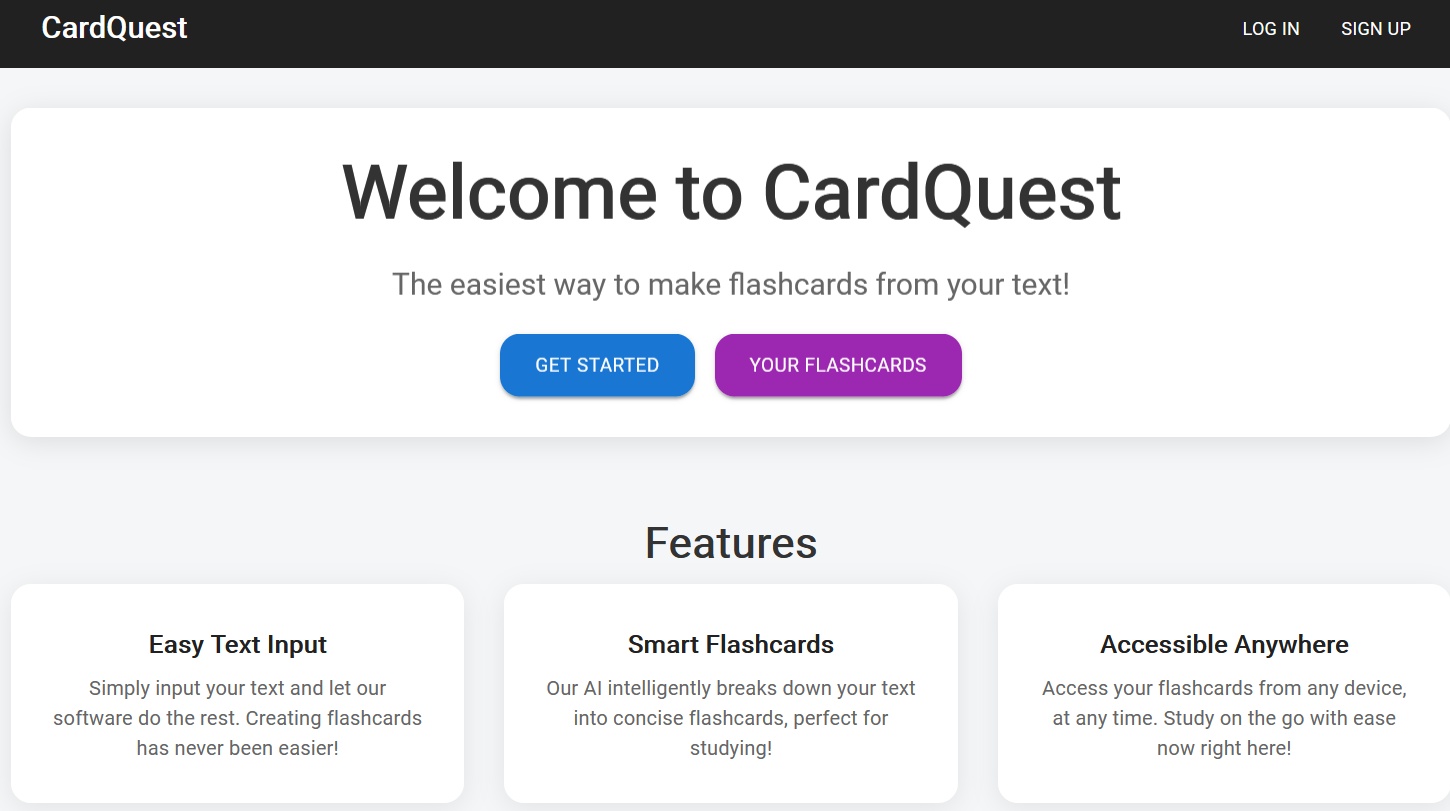 CardQuest
LOG IN
SIGN UP
Welcome to CardQuest
The easiest way to make flashcards from your text!
GET STARTED
YOUR FLASHCARDS
Features
Easy Text Input
Simply input your text and let our
software do the rest. Creating flashcards
has never been easier!
Smart Flashcards
Our AI intelligently breaks down your text
into concise flashcards, perfect for
studying!
Accessible Anywhere
Access your flashcards from any device,
at any time. Study on the go with ease
now right here!